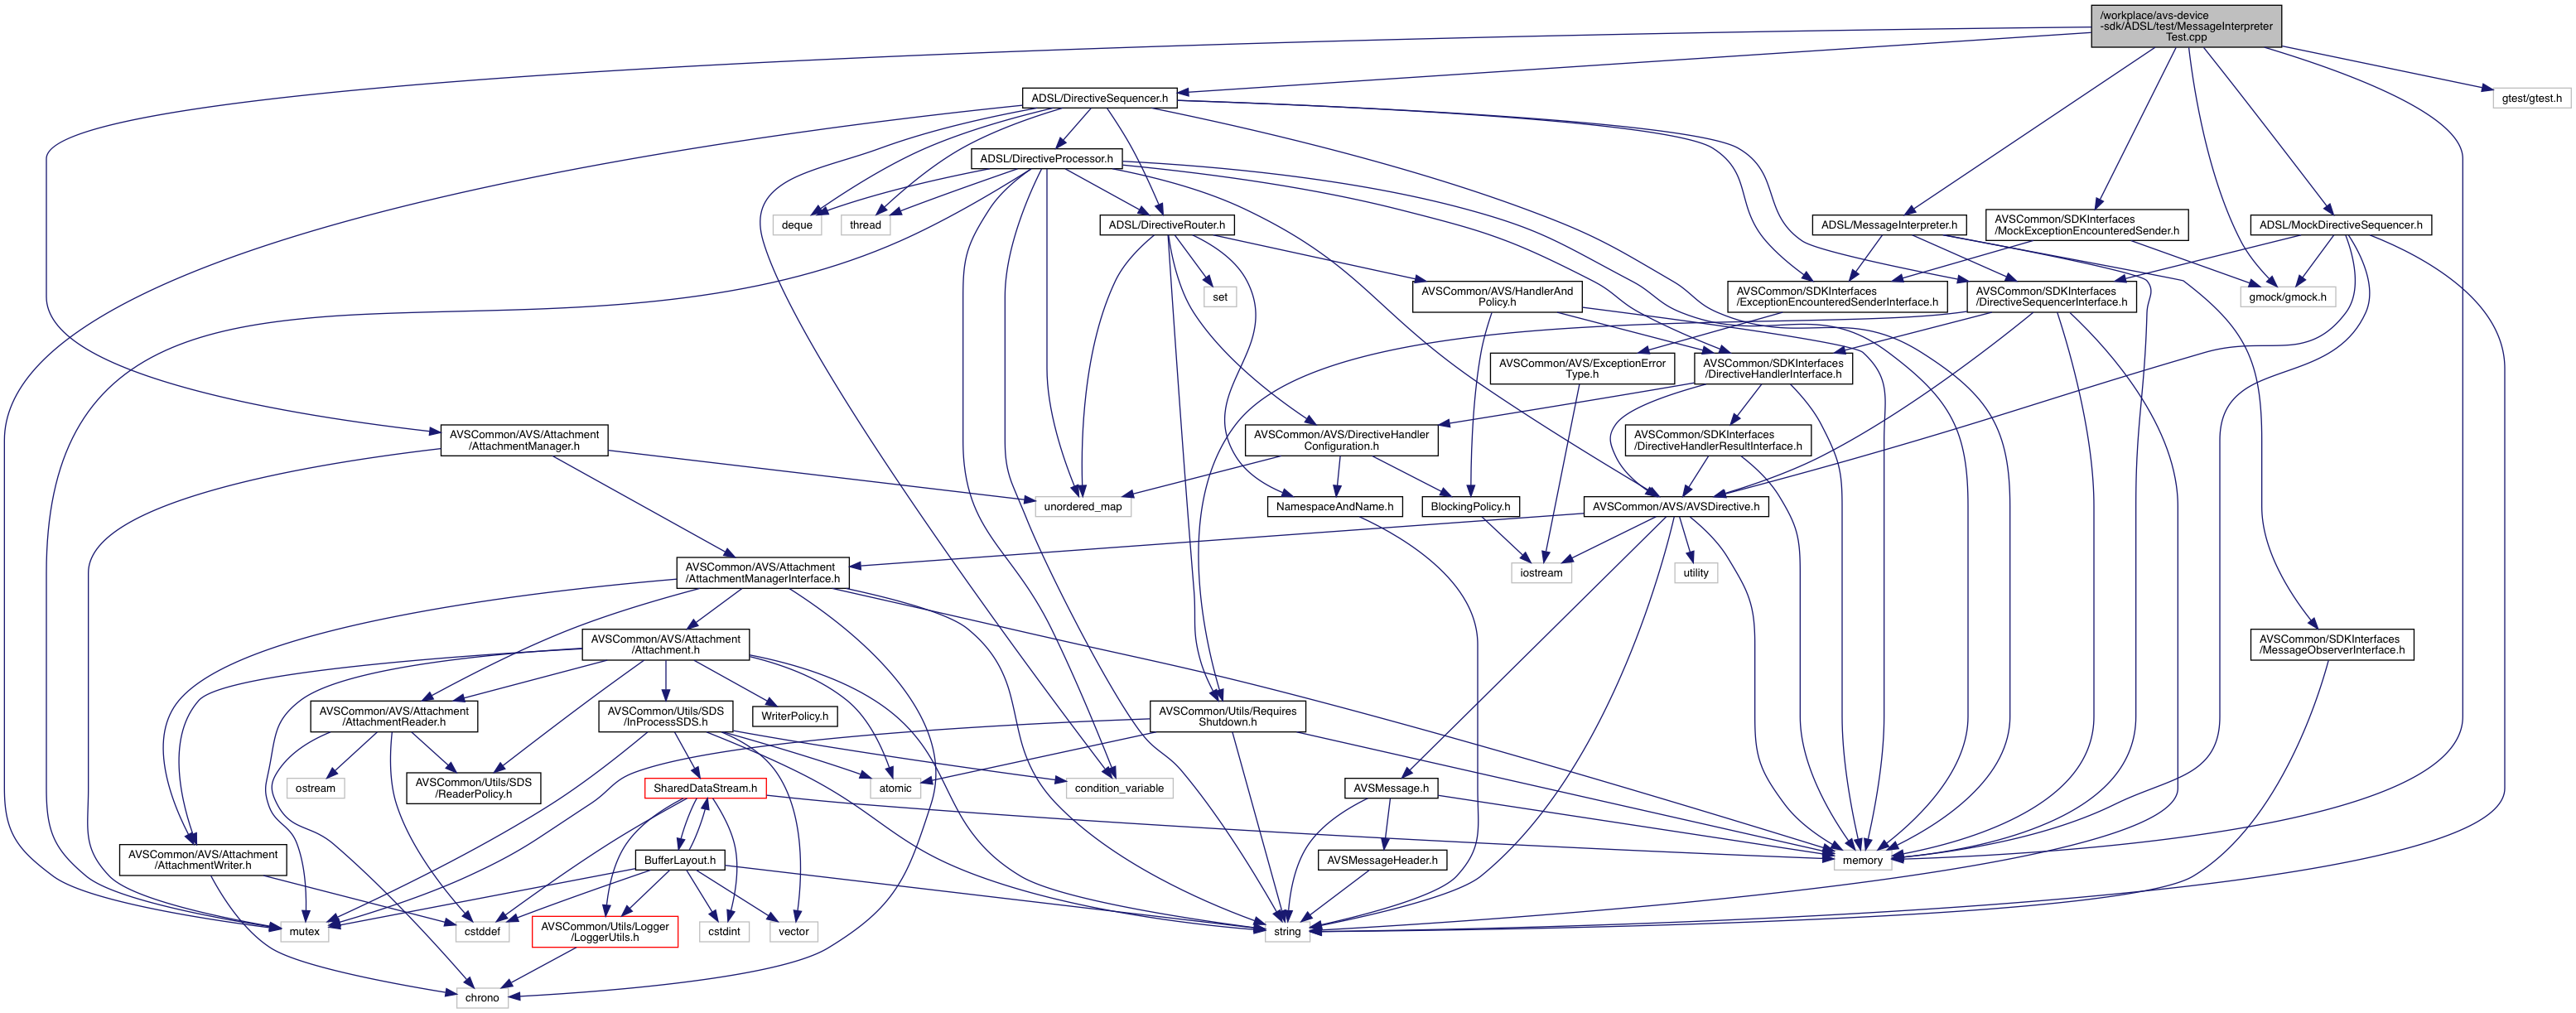 /workplace/avs-device
-sdk/ADSL/test/MessageInterpreter
Test.cpp
ADSL/DirectiveSequencer.h
gtest/gtest.h
ADSL/DirectiveProcessor.h
deque
thread
ADSL/DirectiveRouter.h
ADSL/MessageInterpreter.h
AVSCommon/SDKInterfaces
/MockExceptionEncounteredSender.h
ADSL/MockDirectiveSequencer.h
set
AVSCommon/AVS/HandlerAnd
Policy.h
AVSCommon/SDKInterfaces
/ExceptionEncounteredSenderInterface.h
AVSCommon/SDKInterfaces
/DirectiveSequencerInterface.h
gmock/gmock.h
AVSCommon/AVS/ExceptionError
Type.h
AVSCommon/SDKInterfaces
/DirectiveHandlerInterface.h
AVSCommon/AVS/Attachment
/AttachmentManager.h
AVSCommon/AVS/DirectiveHandler
Configuration.h
AVSCommon/SDKInterfaces
/DirectiveHandlerResultInterface.h
unordered_map
NamespaceAndName.h
BlockingPolicy.h
AVSCommon/AVS/AVSDirective.h
AVSCommon/AVS/Attachment
/AttachmentManagerInterface.h
iostream
utility
AVSCommon/AVS/Attachment
/Attachment.h
AVSCommon/SDKInterfaces
/MessageObserverInterface.h
AVSCommon/AVS/Attachment
/AttachmentReader.h
AVSCommon/Utils/SDS
/InProcessSDS.h
WriterPolicy.h
AVSCommon/Utils/Requires
Shutdown.h
ostream
AVSCommon/Utils/SDS
/ReaderPolicy.h
SharedDataStream.h
atomic
condition_variable
AVSMessage.h
AVSCommon/AVS/Attachment
/AttachmentWriter.h
BufferLayout.h
AVSMessageHeader.h
memory
mutex
cstddef
AVSCommon/Utils/Logger
/LoggerUtils.h
cstdint
vector
string
chrono